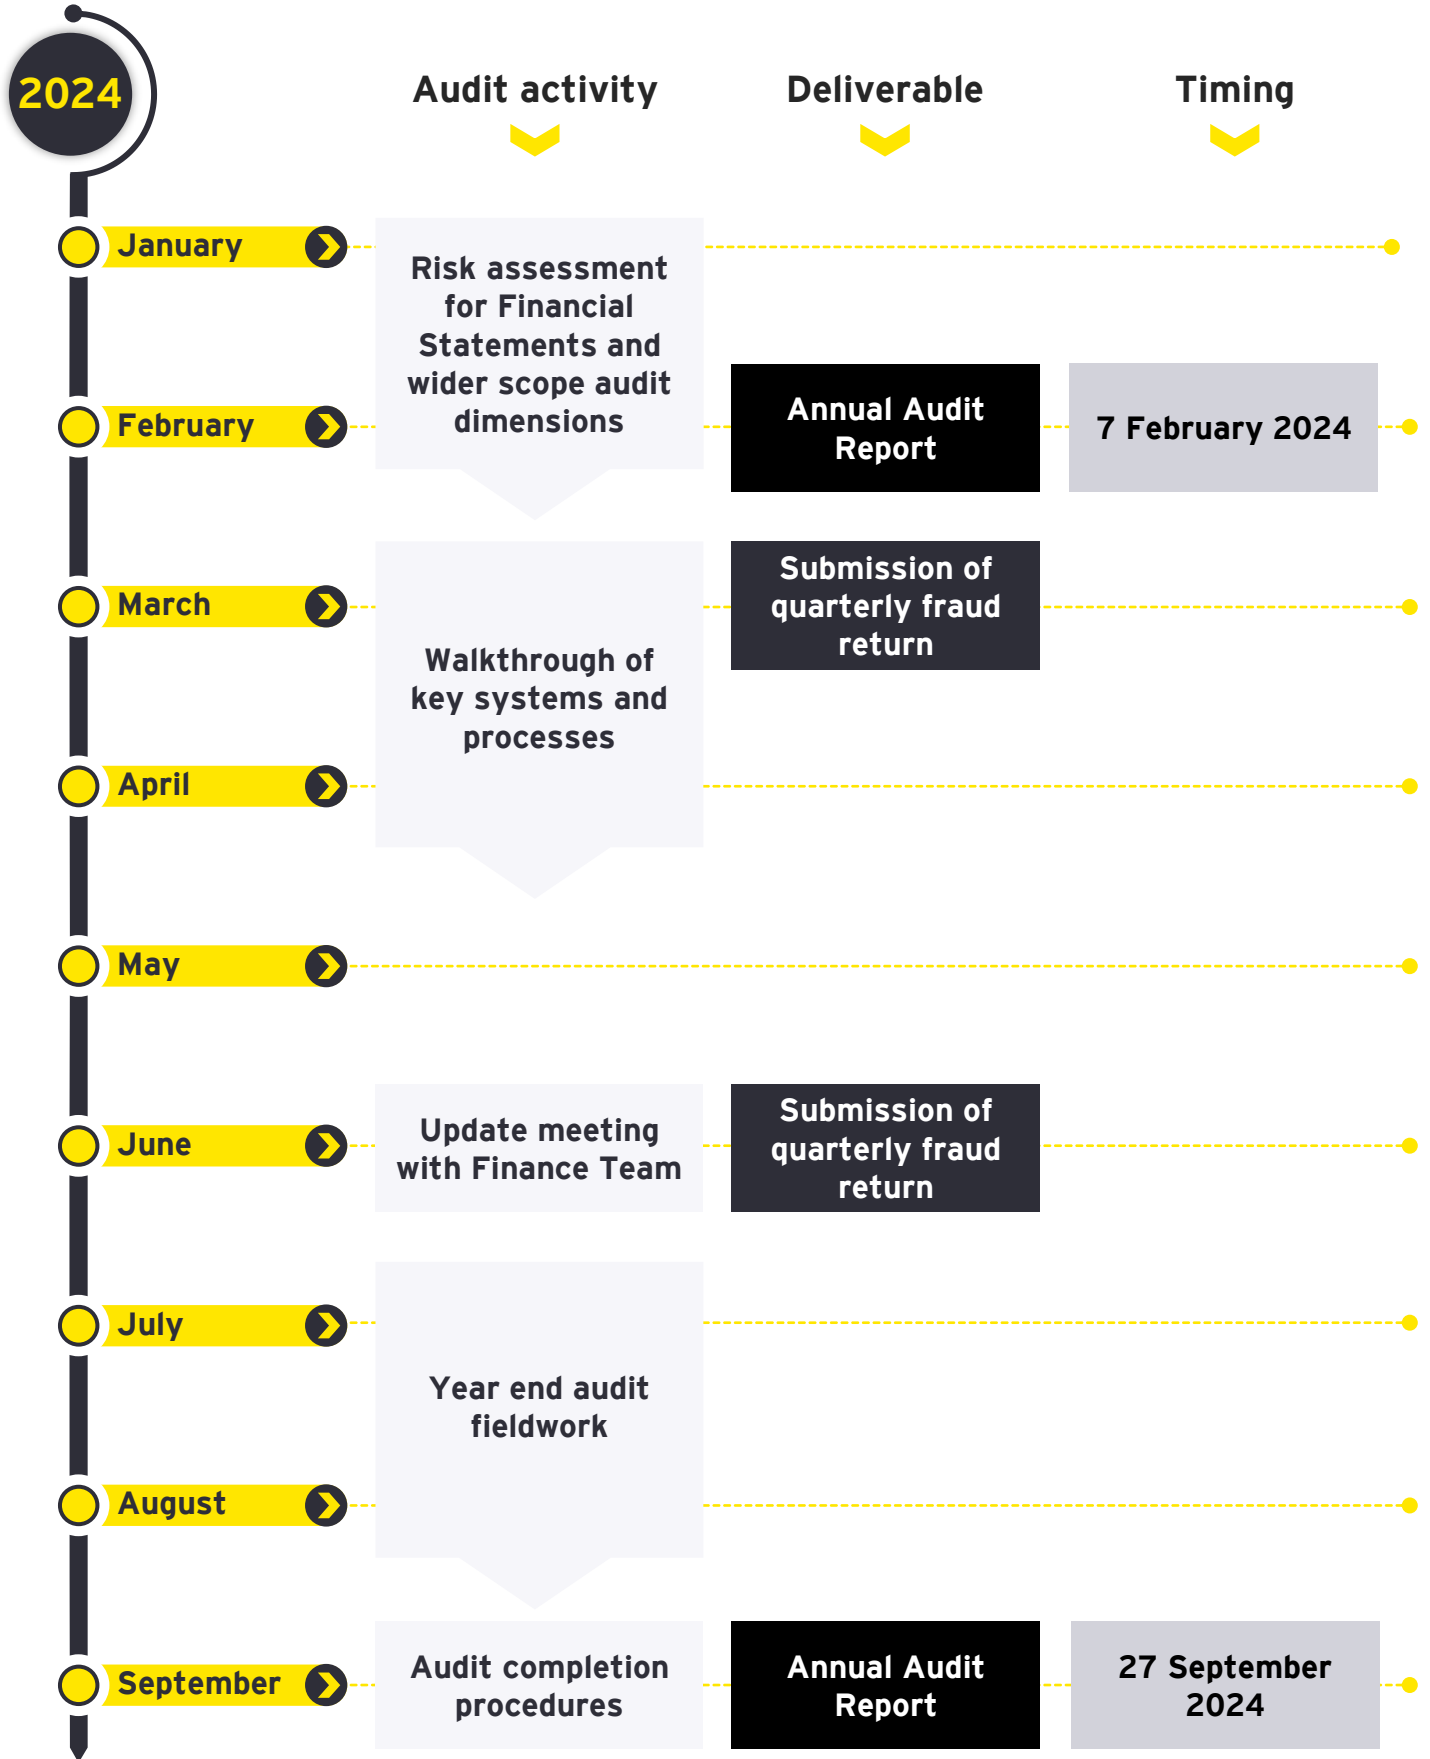 2024
Audit activity
Deliverable
Timing
January
Risk assessment
for Financial
Statements and
wider scope audit
dimensions
February
Annual Audit
Report
7 February 2024
March
Submission of
quarterly fraud
return
Walkthrough of
key systems and
processes
April
May
June
Update meeting
with Finance Team
Submission of
quarterly fraud
return
July
Year end audit
fieldwork
August
September
Audit completion
procedures
Annual Audit
Report
27 September
2024